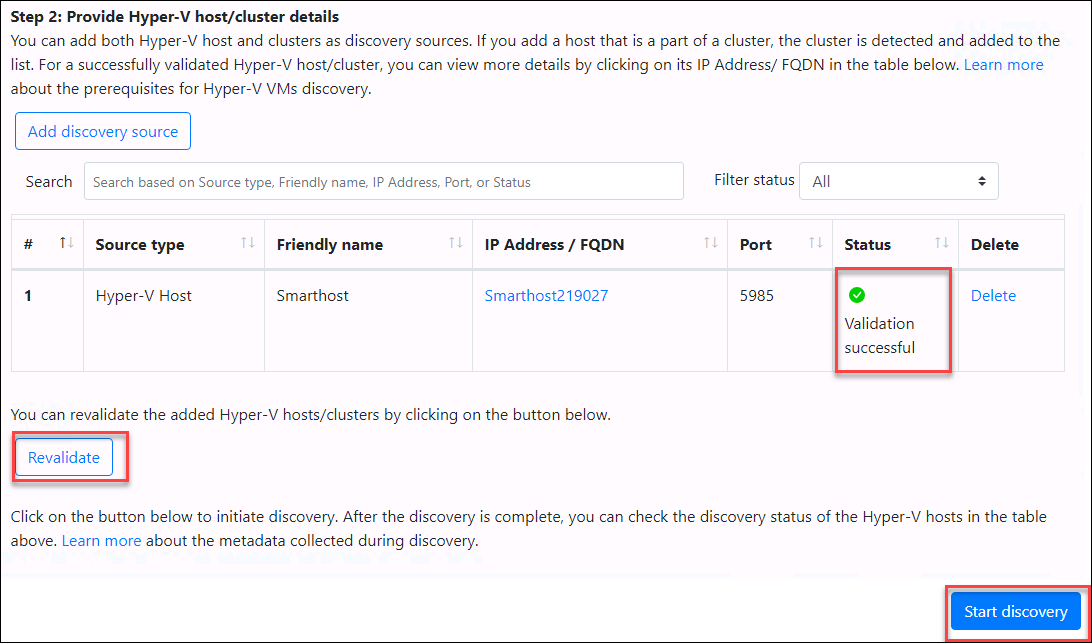 Step 2: Provide Hyper-V host/cluster details
You can add both Hyper-V host and clusters as discovery sources. If you add a host that is a part of a cluster, the cluster is detected and added to the
list. For a successfully validated Hyper-V host/cluster, you can view more details by clicking on its IP Address/ FQDN in the table below. Learn more
about the prerequisites for Hyper-V VMs discovery.
Add discovery source
Search Search based on Source type, Friendly name, IP Address, Port, or Status Filter status All
# Source type Friendly name IP Address / FQDN Port Status Delete
1 Hyper-V Host Smarthost Smarthost219027 5985 Delete
Validation
successful
You can revalidate the added Hyper-V hosts/clusters by clicking on the button below.
Revalidate
Click on the button below to initiate discovery. After the discovery is complete, you can check the discovery status of the Hyper-V hosts in the table
above. Learn more about the metadata collected during discovery.
Start discovery